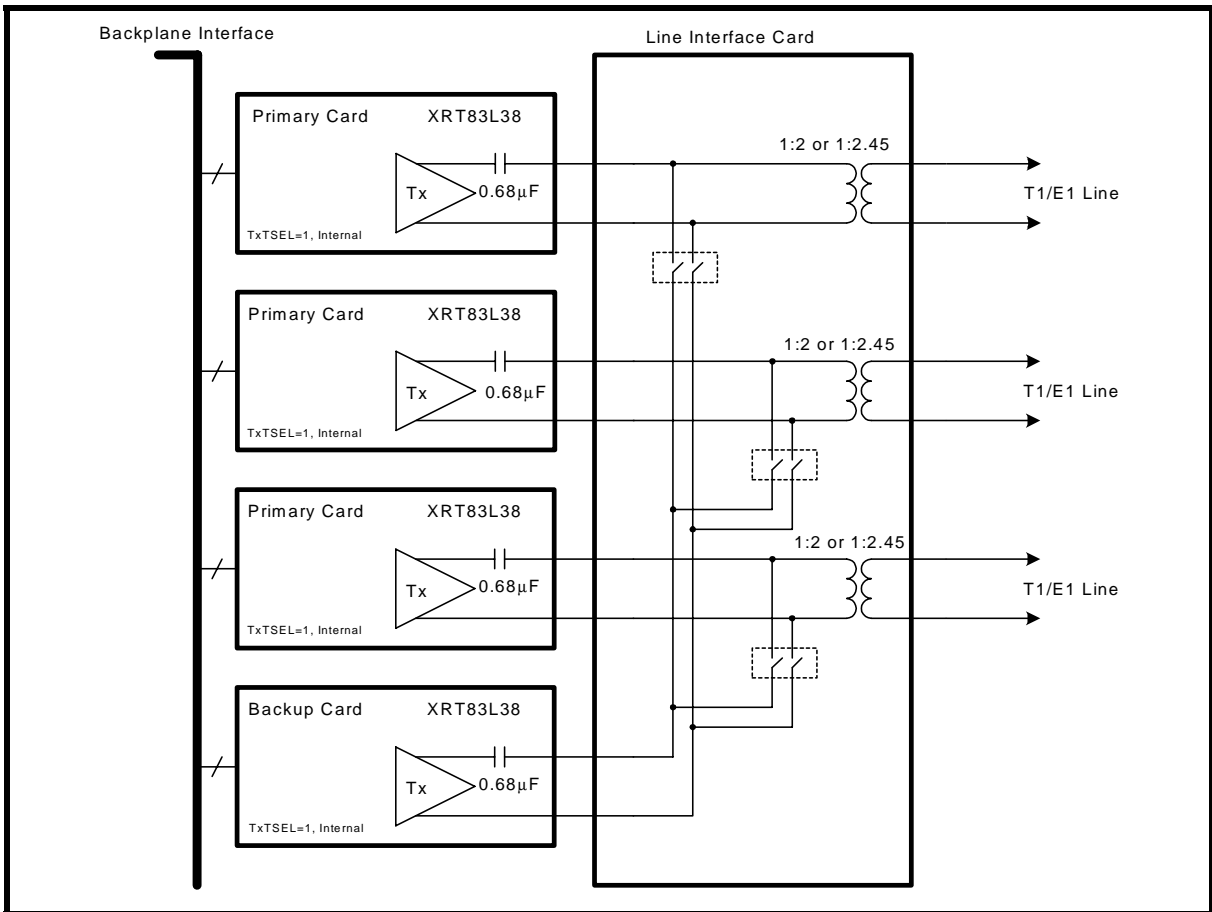 Backplane Interface
Line Interface Card
Primary Card XRT83L38
Tx
0.68μF
TxTSEL=1, Internal
1:2 or 1:2.45
T1/E1 Line
Primary Card XRT83L38
Tx
0.68μF
TxTSEL=1, Internal
1:2 or 1:2.45
T1/E1 Line
Primary Card XRT83L38
Tx
0.68μF
TxTSEL=1, Internal
1:2 or 1:2.45
T1/E1 Line
Backup Card XRT83L38
Tx
0.68μF
TxTSEL=1, Internal